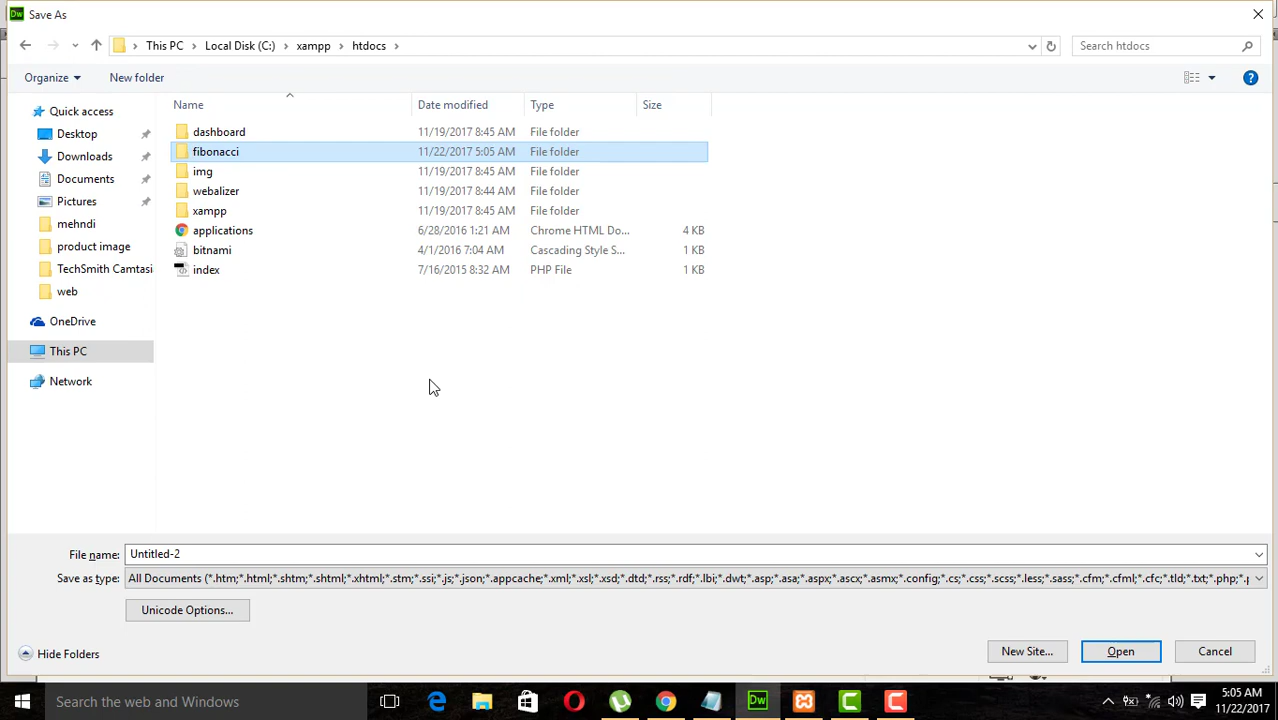 Dw Save As
This PC Local Disk (C:) xampp htdocs
Search htdocs
Organize New folder
Name Date modified Type Size
Quick access
Desktop
Downloads
Documents
Pictures
mehndi
product image
TechSmith Camtasi
web
OneDrive
This PC
Network
dashboard 11/19/2017 8:45 AM File folder
fibonacci 11/22/2017 5:05 AM File folder
img 11/19/2017 8:45 AM File folder
webalizer 11/19/2017 8:44 AM File folder
xampp 11/19/2017 8:45 AM File folder
applications 6/28/2016 1:21 AM Chrome HTML Do... 4 KB
bitnami 4/1/2016 7:04 AM Cascading Style S... 1 KB
index 7/16/2015 8:32 AM PHP File 1 KB
File name: Untitled-2
Save as type: All Documents (*.htm;*.html;*.shtm;*.shtml;*.xhtml;*.stm;*.ssi;*.js;*.json;*.appcache;*.xml;*.xsl;*.xsd;*.dtd;*.rss;*.rdf;*.lbi;*.dwt;*.asp;*.asa;*.aspx;*.ascx;*.asmx;*.config;*.cs;*.css;*.scss;*.less;*.sass;*.cfm;*.cfml;*.cfc;*.tld;*.txt;*.php;*.
Unicode Options...
Hide Folders
New Site... Open Cancel
Search the web and Windows
Dw
5:05 AM
11/22/2017